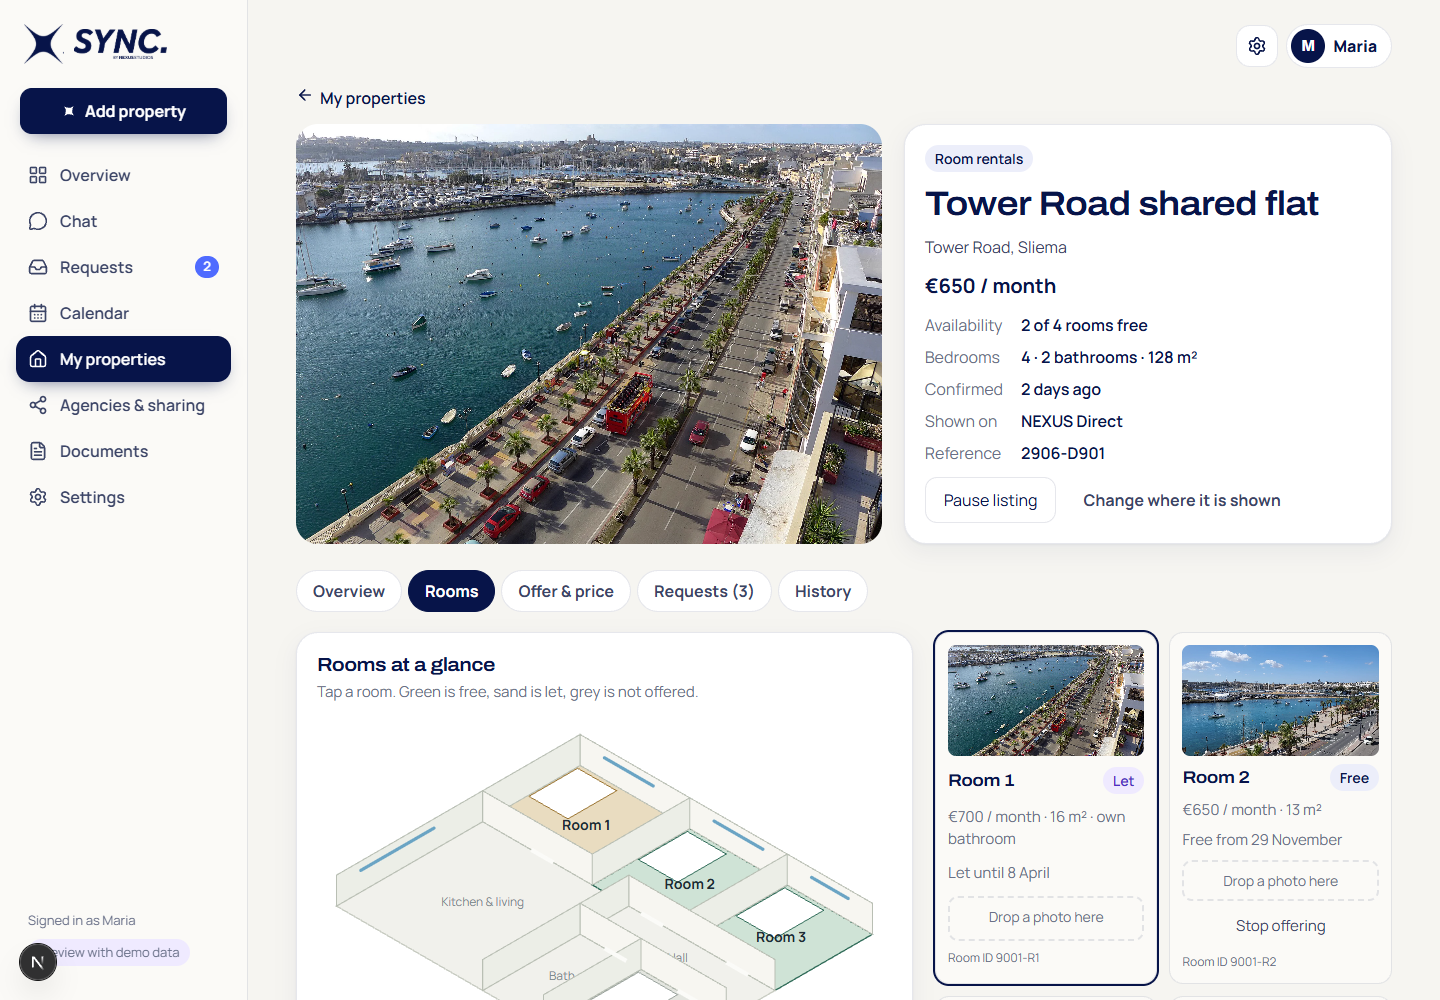 SYNC.
BY NEXUS STUDIOS
Add property
Overview
Chat
Requests 2
Calendar
My properties
Agencies & sharing
Documents
Settings
Signed in as Maria
N
view with demo data
M Maria
My properties
Room rentals
Tower Road shared flat
Tower Road, Sliema
€650 / month
Availability 2 of 4 rooms free
Bedrooms 4 · 2 bathrooms · 128 m²
Confirmed 2 days ago
Shown on NEXUS Direct
Reference 2906-D901
Pause listing Change where it is shown
Overview Rooms Offer & price Requests (3) History
Rooms at a glance
Tap a room. Green is free, sand is let, grey is not offered.
Room 1
Room 2
Kitchen & living
Room 3
Bath
Room 1 Let
€700 / month · 16 m² · own
bathroom
Let until 8 April
Drop a photo here
Room ID 9001-R1
Room 2 Free
€650 / month · 13 m²
Free from 29 November
Drop a photo here
Stop offering
Room ID 9001-R2